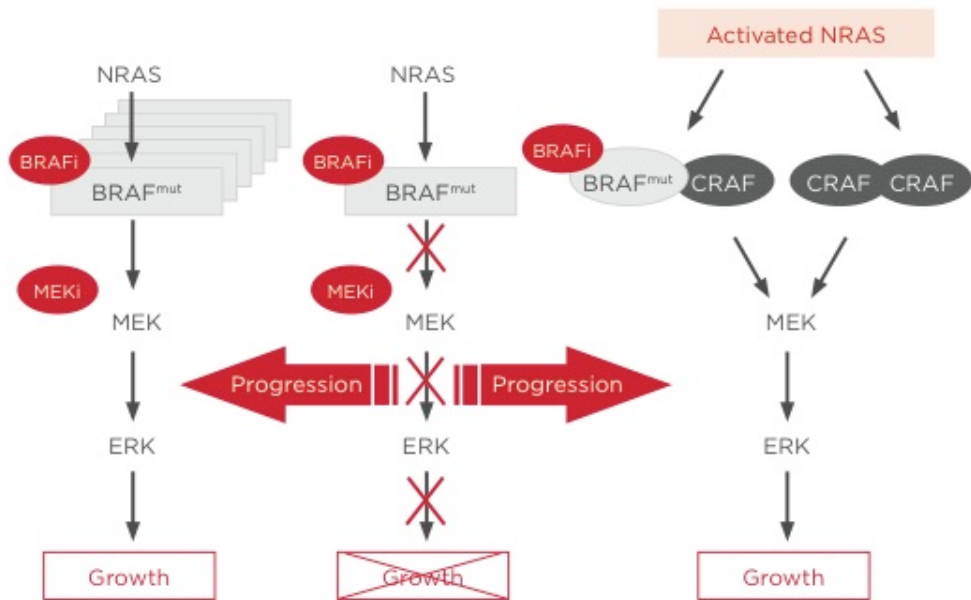 Activated NRAS
NRAS
NRAS
BRAFi
BRAFi
BRAFi
BRAFᵐᵘᵗ
BRAFᵐᵘᵗ
BRAFᵐᵘᵗ
CRAF
CRAF
CRAF
MEKi
MEKi
MEK
MEK
MEK
Progression
Progression
ERK
ERK
ERK
Growth
Growth
Growth